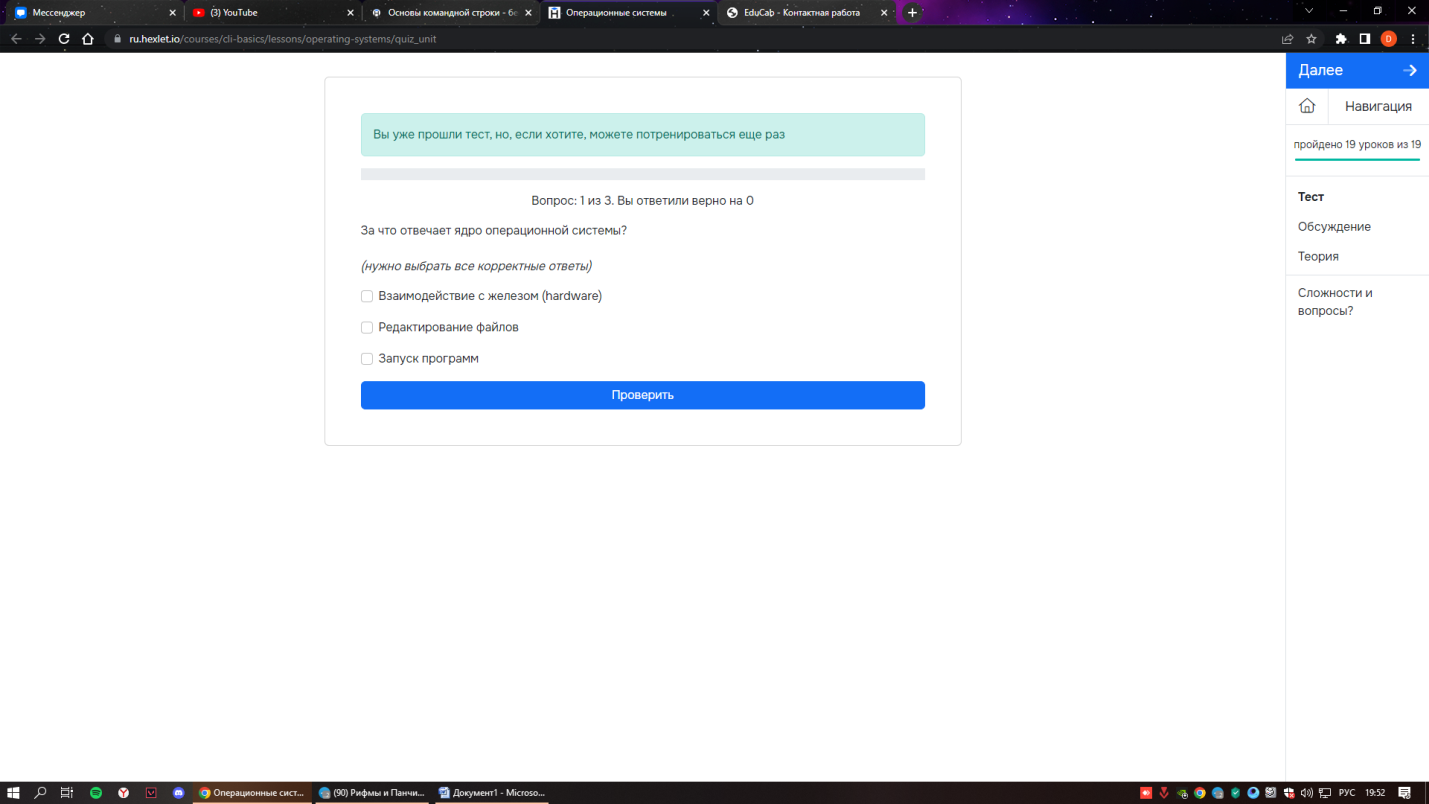 Мессенджер
(3) YouTube
Основы командной строки - бе
Операционные системы
EduCab - Контактная работа
ru.hexlet.io/courses/cli-basics/lessons/operating-systems/quiz_unit
D
Далее
Навигация
пройдено 19 уроков из 19
Тест
Обсуждение
Теория
Сложности и
вопросы?
Вы уже прошли тест, но, если хотите, можете потренироваться еще раз
Вопрос: 1 из 3. Вы ответили верно на 0
За что отвечает ядро операционной системы?
(нужно выбрать все корректные ответы)
Взаимодействие с железом (hardware)
Редактирование файлов
Запуск программ
Проверить
Операционные сист...
(90) Рифмы и Панчи...
Документ1 - Microso...
РУС
19:52